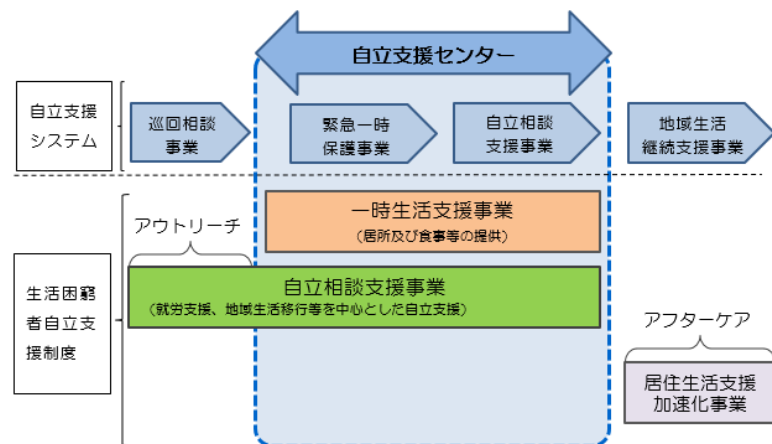 自立支援センター
自立支援
システム
巡回相談
事業
緊急一時
保護事業
自立相談
支援事業
地域生活
継続支援事業
一時生活支援事業
(居所及び食事等の提供)
アウトリーチ
自立相談支援事業
(就労支援、地域生活移行等を中心とした自立支援)
生活困窮
者自立支
援制度
アフターケア
居住生活支援
加速化事業